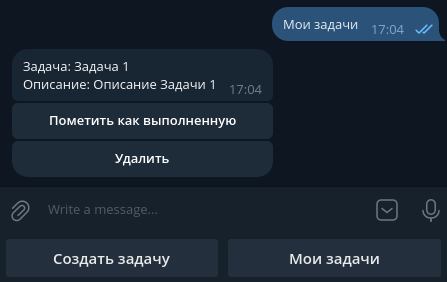 Мои задачи
17:04
Задача: Задача 1
Описание: Описание Задачи 1
17:04
Пометить как выполненную
Удалить
Write a message...
Создать задачу
Мои задачи